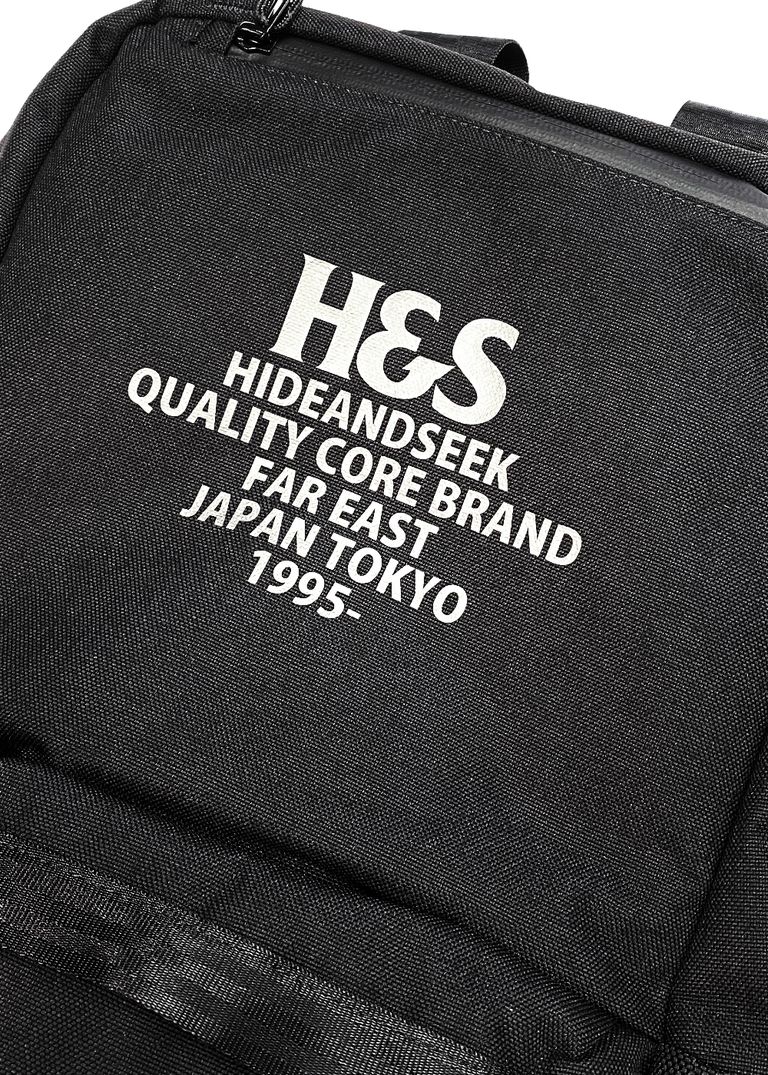 H&S
HIDEANDSEEK
QUALITY CORE BRAND
FAR EAST
JAPAN TOKYO
1995-